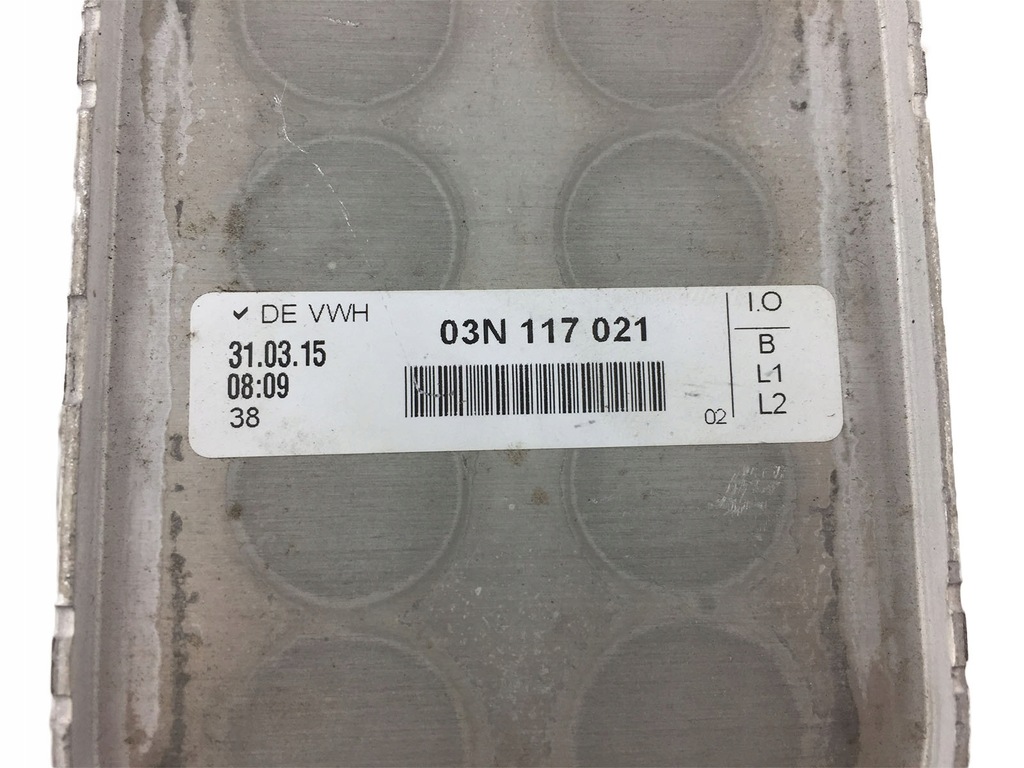 ✓ DE VWH
31.03.15
08:09
38
03N 117 021
02
I.O
B
L1
L2